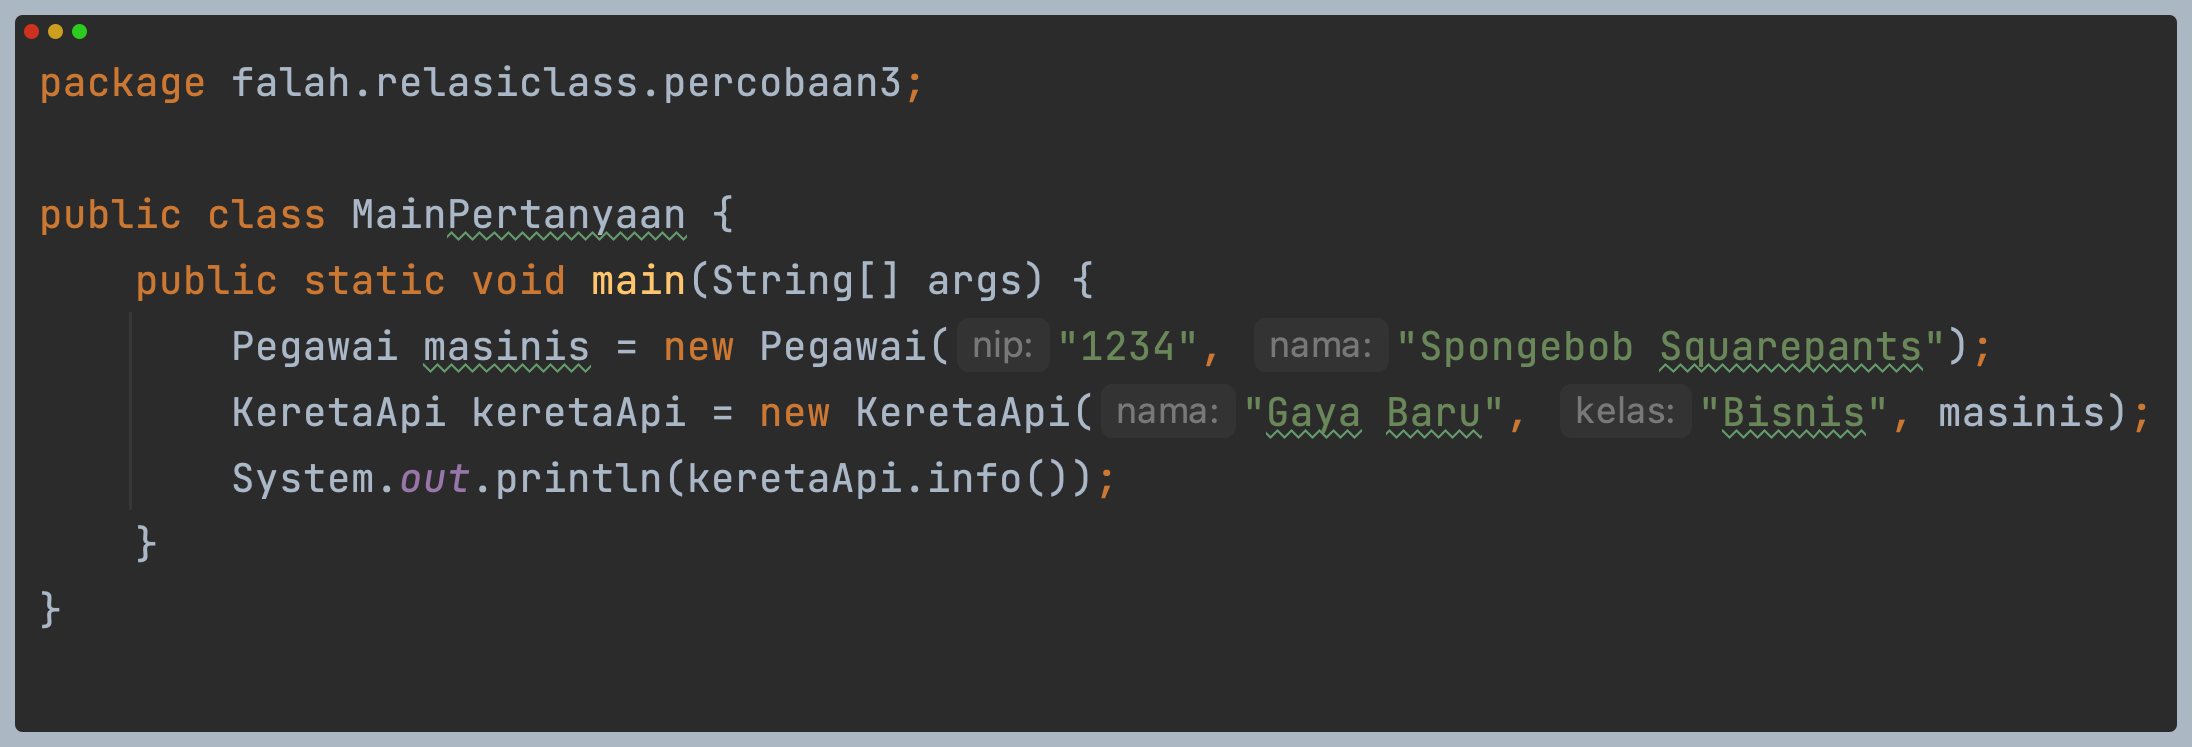 package falah.relasiclass.percobaan3;
public class MainPertanyaan {
public static void main(String[] args) {
Pegawai masinis = new Pegawai( nip: "1234", nama: "Spongebob Squarepants");
KeretaApi keretaApi = new KeretaApi( nama: "Gaya Baru", kelas: "Bisnis", masinis);
System.out.println(keretaApi.info());
}
}